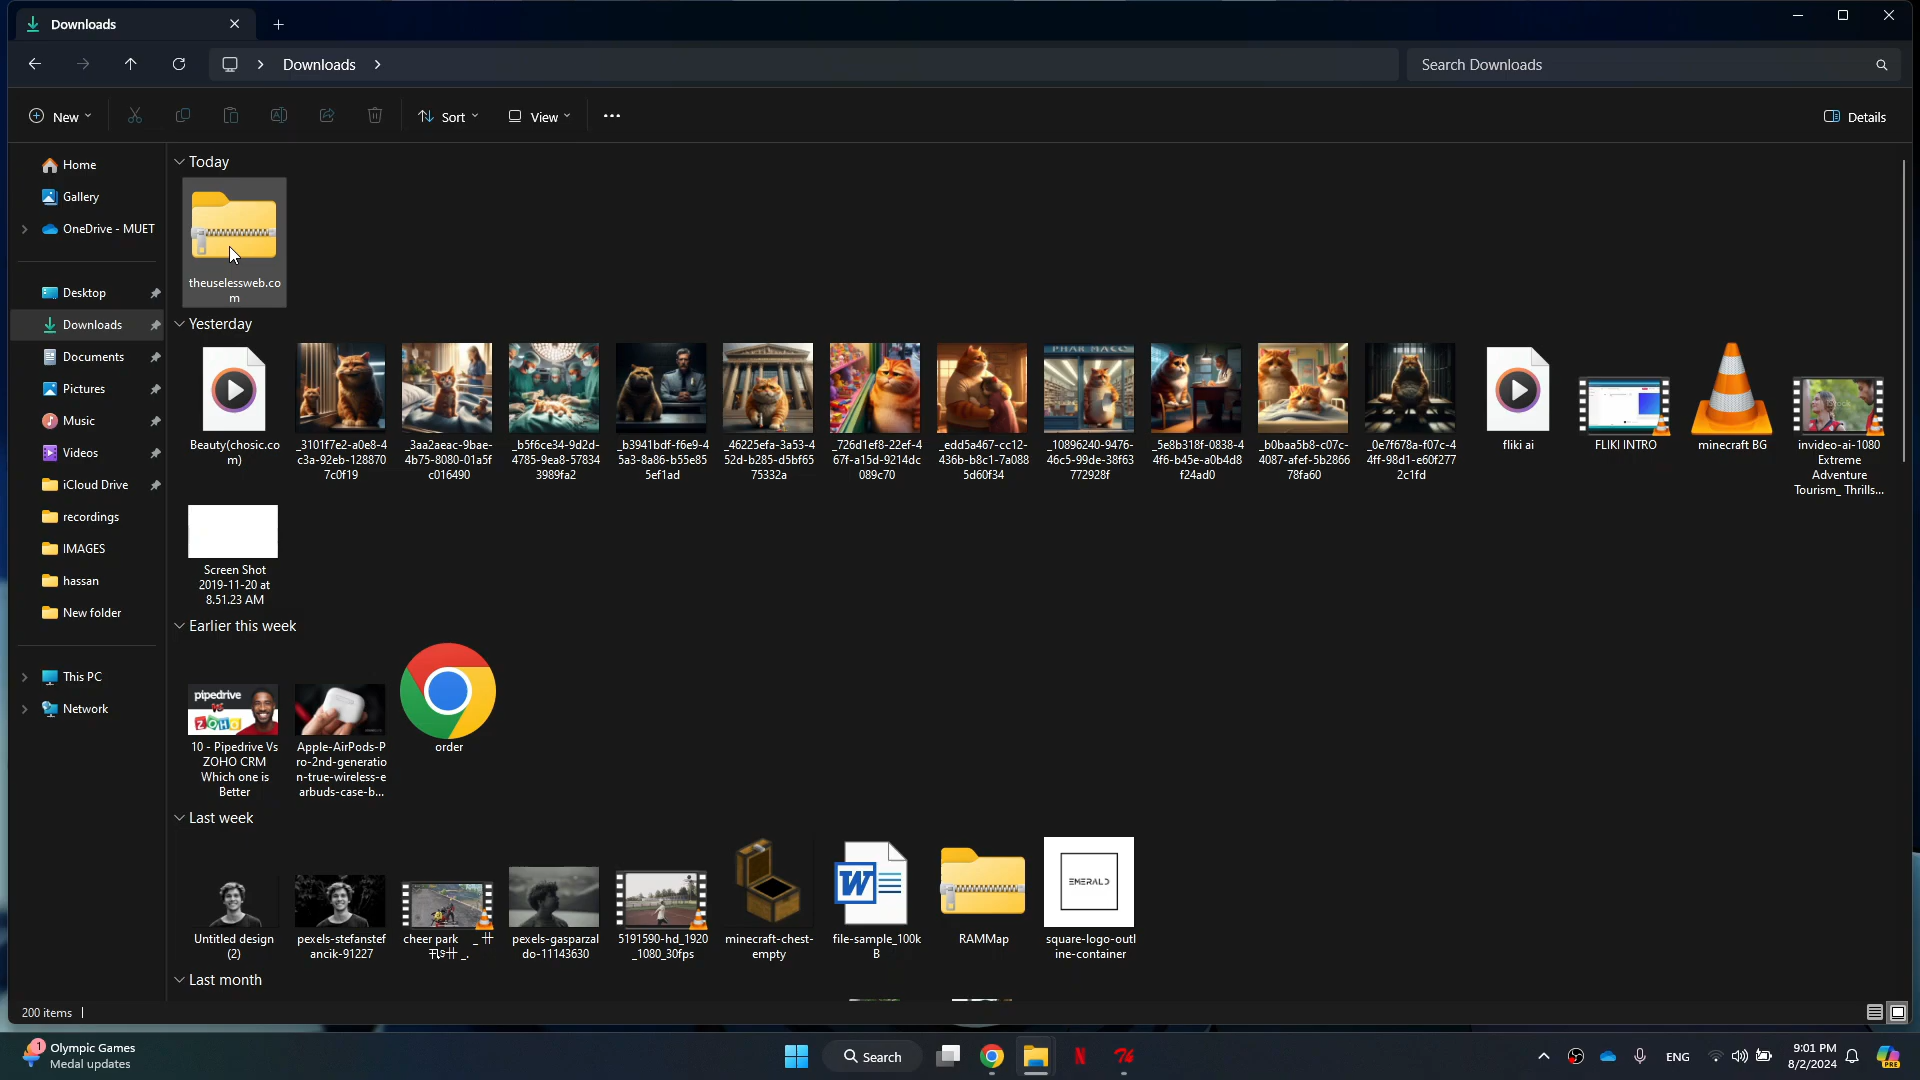 Downloads
Downloads
Search Downloads
New
Sort
View
Details
Home
Gallery
OneDrive - MUET
Desktop
Downloads
Documents
Pictures
Music
Videos
iCloud Drive
recordings
IMAGES
hassan
New folder
This PC
Network
Today
theuselessweb.co
m
Yesterday
Beauty(chosic.co
m)
_3101f7e2-a0e8-4
c3a-92eb-128870
7c0f19
_3aa2aeac-9bae-
4b75-8080-01a5f
c016490
_b5f6ce34-9d2d-
4785-9ea8-57834
3989fa2
_b3941bdf-f6e9-4
5a3-8a86-b55e85
5ef1ad
_46225efa-3a53-4
52d-b285-d5bf65
75332a
_726d1ef8-22ef-4
67f-a15d-9214dc
089c70
_edd5a467-cc12-
436b-b8c1-7a088
5d60f34
PHAR MACC
_10896240-9476-
46c5-99de-38f63
772928f
_5e8b318f-0838-4
4f6-b45e-a0b4d8
f24ad0
_b0baa5b8-c07c-
4087-afef-5b2866
78fa60
_0e7f678a-f07c-4
4ff-98d1-e60f277
2c1fd
fliki ai
FLIKI INTRO
minecraft BG
invideo-ai-1080
Extreme
Adventure
Tourism_ Thrills...
Screen Shot
2019-11-20 at
8.51.23 AM
Earlier this week
pipedrive
VS
ZOHO
10 - Pipedrive Vs
ZOHO CRM
Which one is
Better
Apple-AirPods-P
ro-2nd-generatio
n-true-wireless-e
arbuds-case-b...
order
Last week
Untitled design
(2)
pexels-stefanstef
ancik-91227
cheer park
pexels-gasparzal
do-11143630
5191590-hd_1920
_1080_30fps
minecraft-chest-
empty
W
file-sample_100k
B
RAMMap
EMERALD
square-logo-outl
ine-container
Last month
200 items
1
Olympic Games
Medal updates
Search
N
ENG
9:01 PM
8/2/2024
PRE